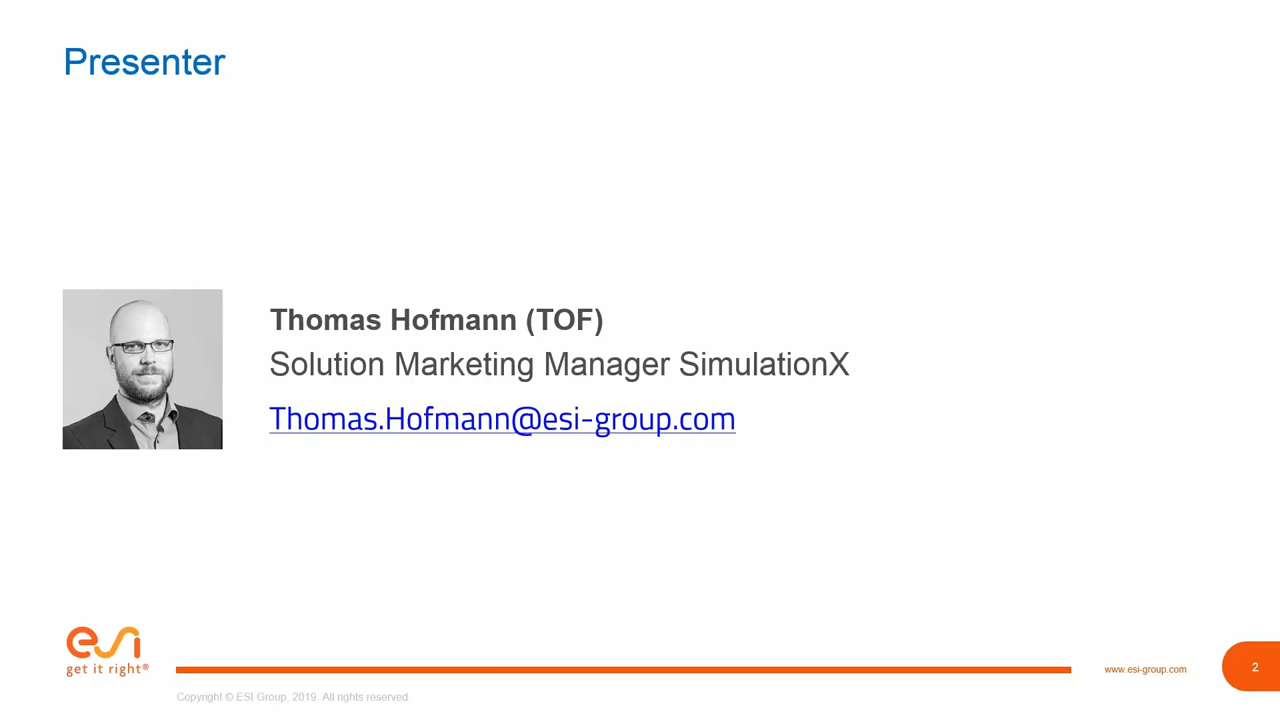 Presenter
Thomas Hofmann (TOF)
Solution Marketing Manager SimulationX
Thomas.Hofmann@esi-group.com
esi
get it right®
www.esi-group.com
2
Copyright © ESI Group, 2019. All rights reserved.